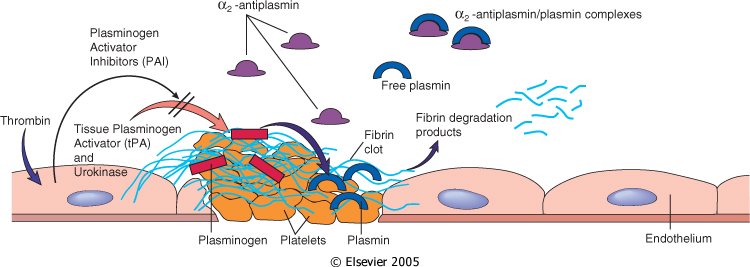 α2-antiplasmin
α2-antiplasmin/plasmin complexes
Plasminogen
Activator
Inhibitors (PAI)
Free plasmin
Thrombin
Tissue Plasminogen
Activator (tPA)
and
Urokinase
Fibrin
clot
Fibrin degradation
products
Plasminogen
Platelets
Plasmin
Endothelium
© Elsevier 2005